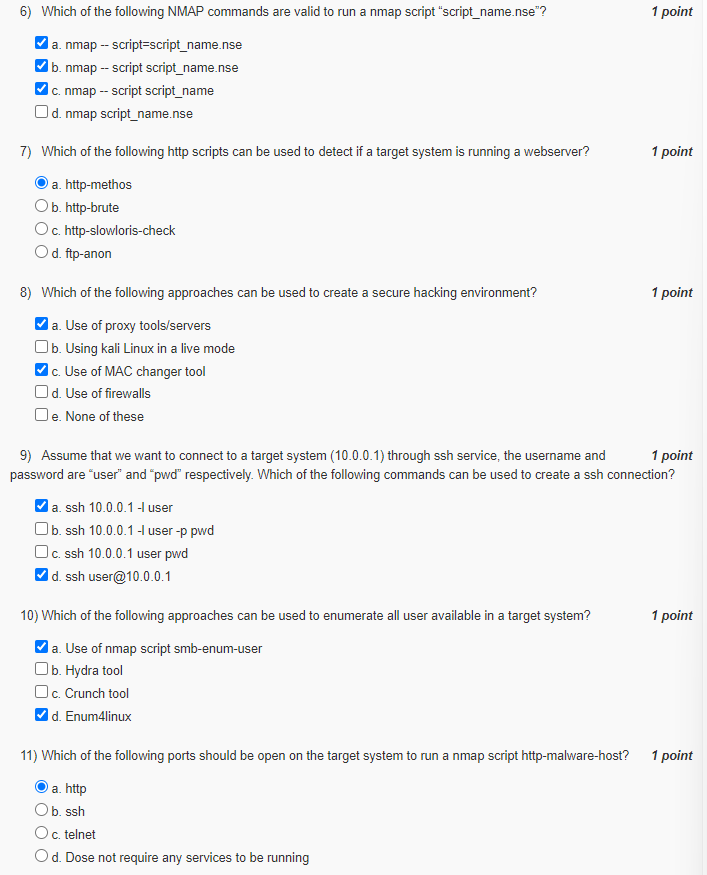 6) Which of the following NMAP commands are valid to run a nmap script “script_name.nse”? 1 point
a. nmap -- script=script_name.nse
b. nmap -- script script_name.nse
c. nmap -- script script_name
d. nmap script_name.nse
7) Which of the following http scripts can be used to detect if a target system is running a webserver? 1 point
a. http-methos
b. http-brute
c. http-slowloris-check
d. ftp-anon
8) Which of the following approaches can be used to create a secure hacking environment? 1 point
a. Use of proxy tools/servers
b. Using kali Linux in a live mode
c. Use of MAC changer tool
d. Use of firewalls
e. None of these
9) Assume that we want to connect to a target system (10.0.0.1) through ssh service, the username and 1 point
password are “user” and “pwd” respectively. Which of the following commands can be used to create a ssh connection?
a. ssh 10.0.0.1 -l user
b. ssh 10.0.0.1 -l user -p pwd
c. ssh 10.0.0.1 user pwd
d. ssh user@10.0.0.1
10) Which of the following approaches can be used to enumerate all user available in a target system? 1 point
a. Use of nmap script smb-enum-user
b. Hydra tool
c. Crunch tool
d. Enum4linux
11) Which of the following ports should be open on the target system to run a nmap script http-malware-host? 1 point
a. http
b. ssh
c. telnet
d. Dose not require any services to be running